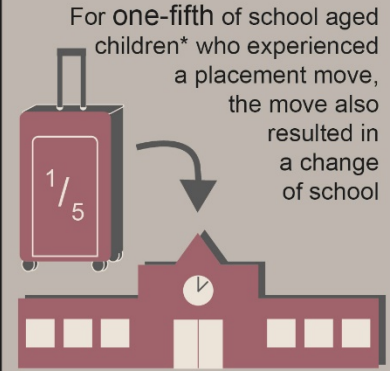 For one-fifth of school aged
children* who experienced
a placement move,
the move also
resulted in
a change
of school
1/5